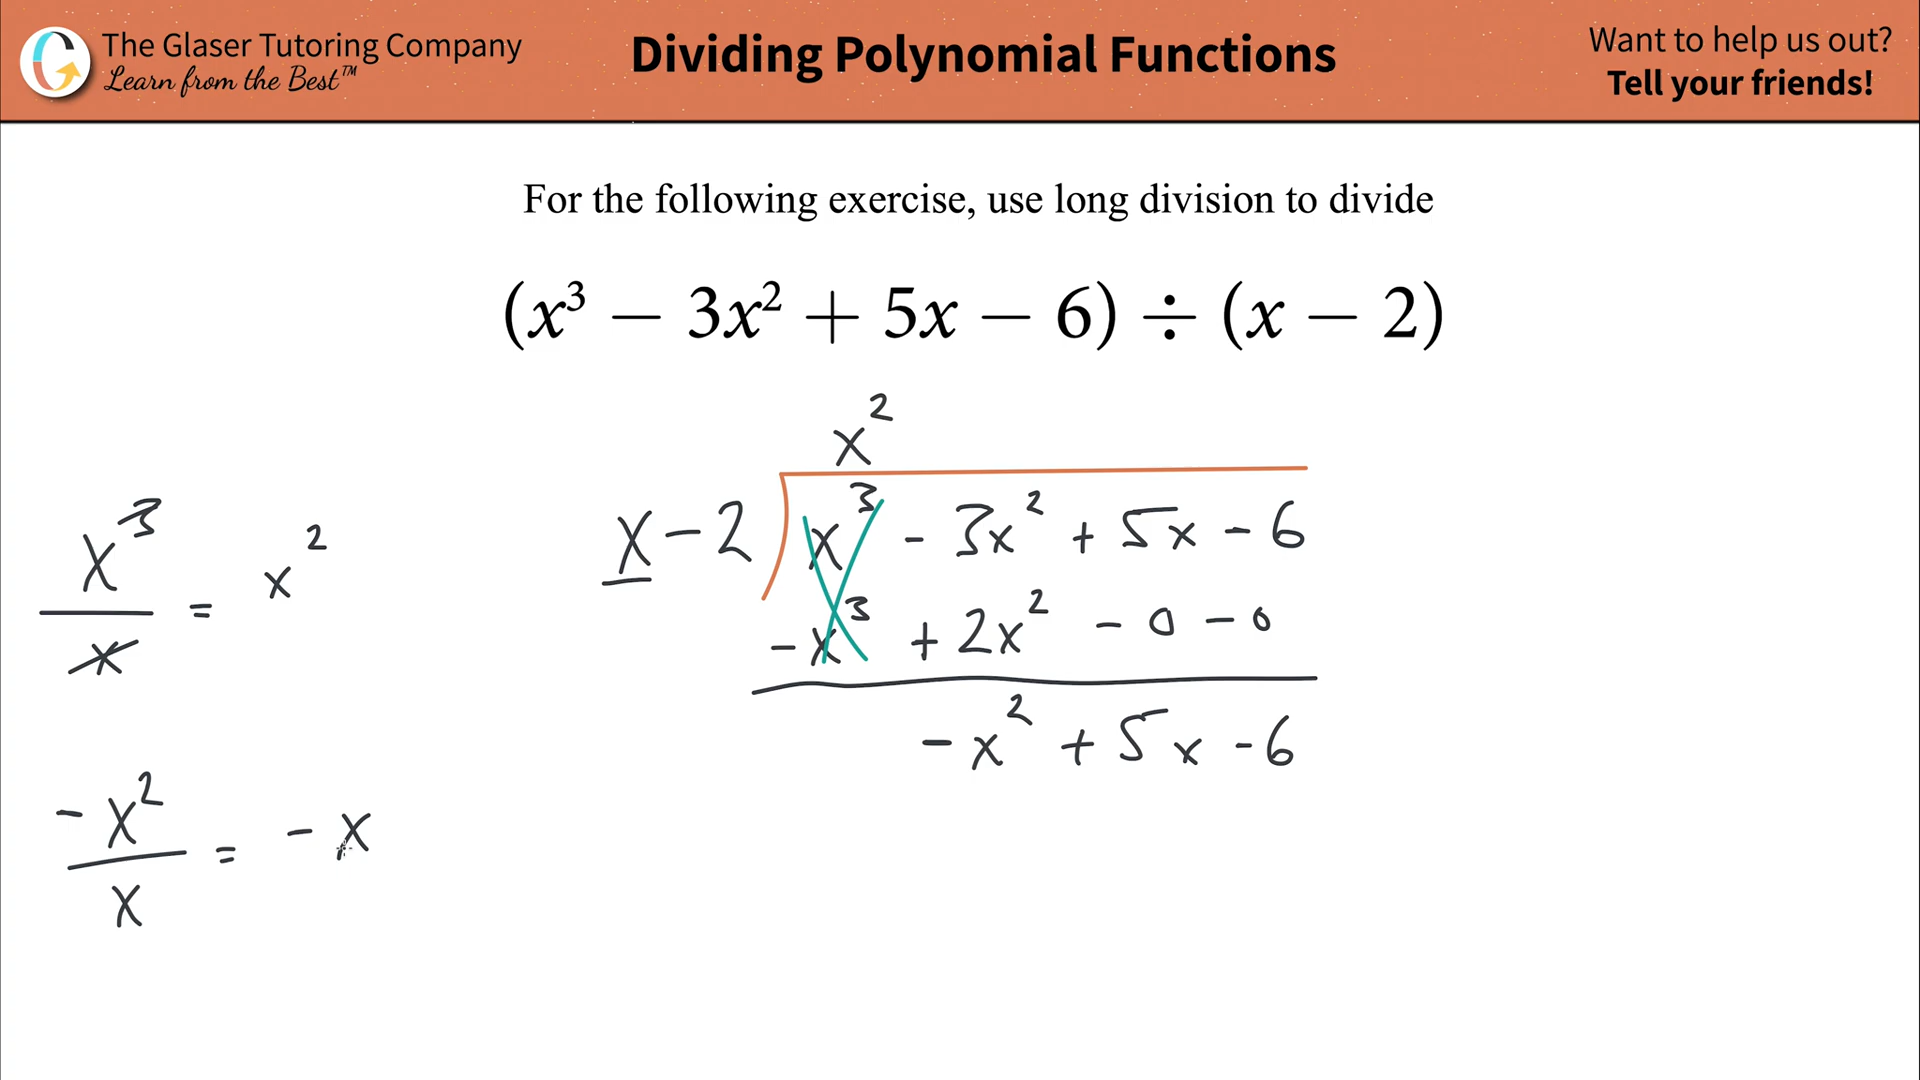 The Glaser Tutoring Company
Learn from the Best™
Dividing Polynomial Functions
Want to help us out?
Tell your friends!
For the following exercise, use long division to divide
(x³ − 3x² + 5x − 6) ÷ (x − 2)
x²
x - 2 x³ - 3x² + 5x - 6
- x³ + 2x² - 0 - 0
- x² + 5x - 6
x³
x = x²
- x²
x = - x